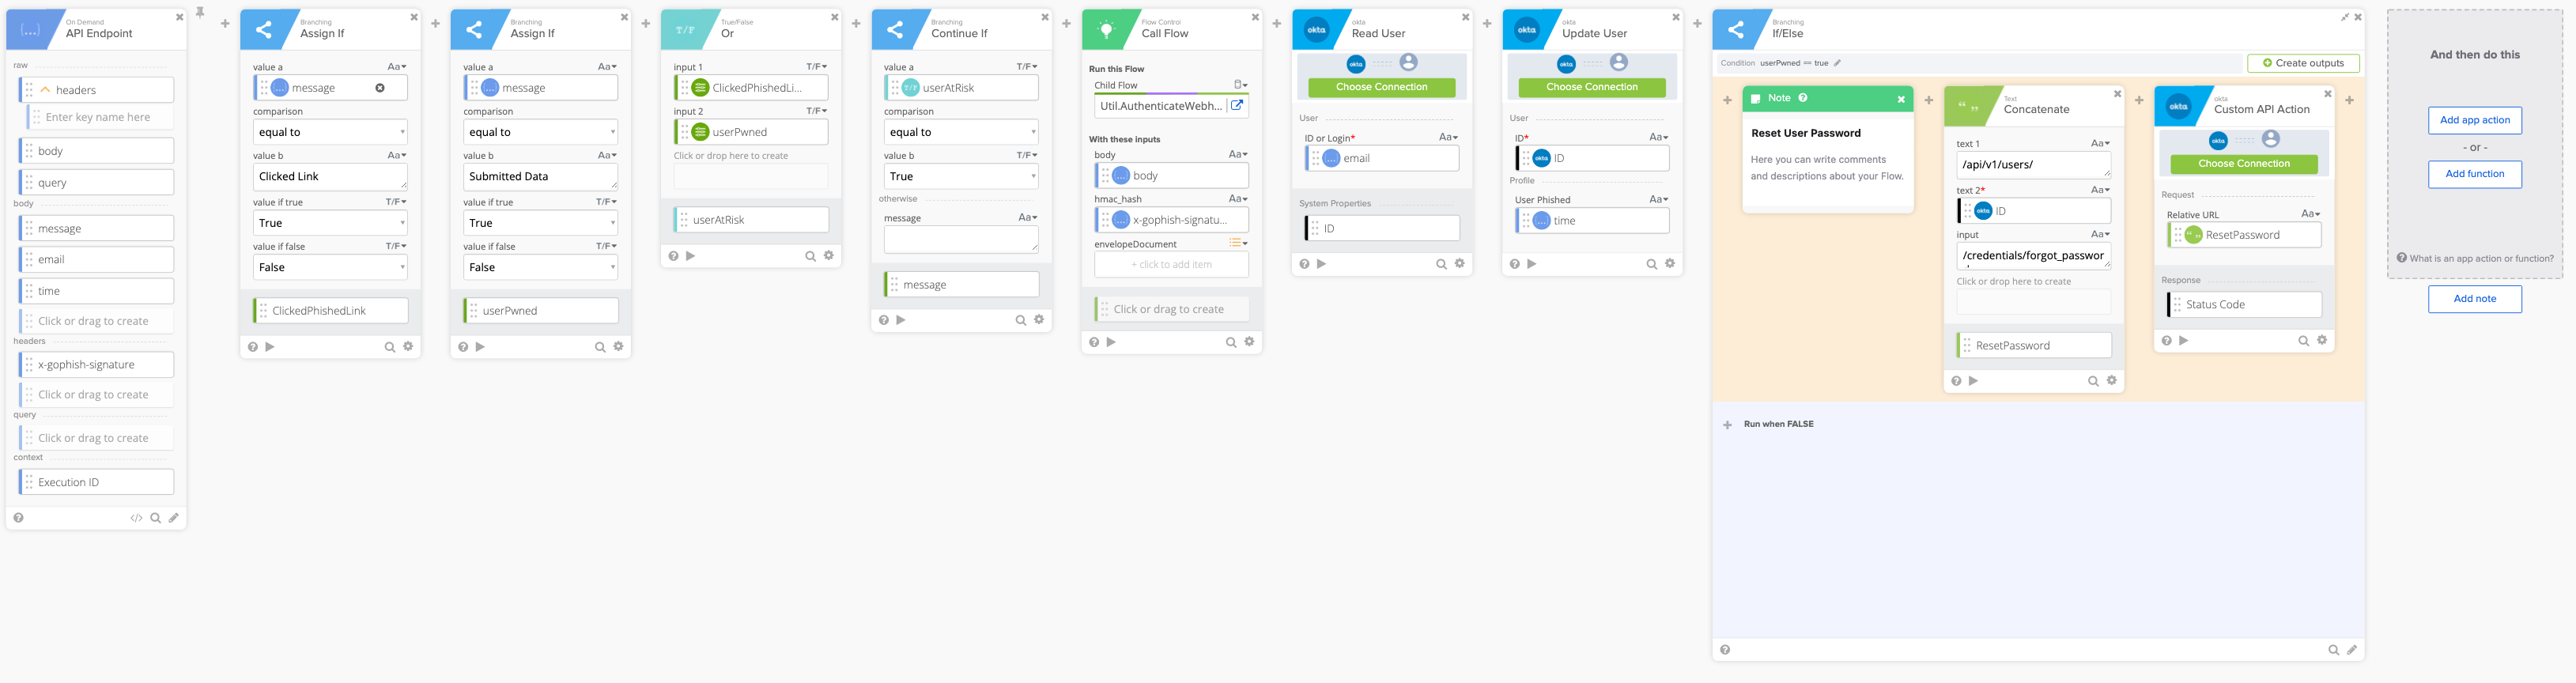 On Demand
API Endpoint
raw
headers
Enter key name here
body
query
body
message
email
time
Click or drag to create
headers
x-gophish-signature
Click or drag to create
query
Click or drag to create
context
Execution ID
Branching
Assign If
value a
Aa
message
comparison
equal to
value b
Aa
Clicked Link
value if true
T/F
True
value if false
T/F
False
ClickedPhishedLink
Branching
Assign If
value a
Aa
message
comparison
equal to
value b
Aa
Submitted Data
value if true
T/F
True
value if false
T/F
False
userPwned
T/F
True/False
Or
input 1
T/F
ClickedPhishedLi...
input 2
T/F
userPwned
Click or drop here to create
userAtRisk
Branching
Continue If
value a
T/F
T/F
userAtRisk
comparison
equal to
value b
T/F
True
otherwise
message
Aa
message
Flow Control
Call Flow
Run this Flow
Child Flow
Util.AuthenticateWebh...
With these inputs
body
Aa
body
hmac_hash
Aa
x-gophish-signatu...
envelopeDocument
+ click to add item
Click or drag to create
okta
okta
Read User
okta
Choose Connection
User
ID or Login*
Aa
email
System Properties
ID
okta
okta
Update User
okta
Choose Connection
User
ID*
Aa
okta
ID
Profile
User Phished
Aa
time
Branching
If/Else
Condition userPwned == true
Create outputs
Note
Reset User Password
Here you can write comments
and descriptions about your Flow.
Text
Concatenate
text 1
Aa
/api/v1/users/
text 2*
Aa
okta
ID
input
Aa
/credentials/forgot_passwor
Click or drop here to create
ResetPassword
okta
okta
Custom API Action
okta
Choose Connection
Request
Relative URL
Aa
ResetPassword
Response
Status Code
Run when FALSE
And then do this
Add app action
- or -
Add function
What is an app action or function?
Add note